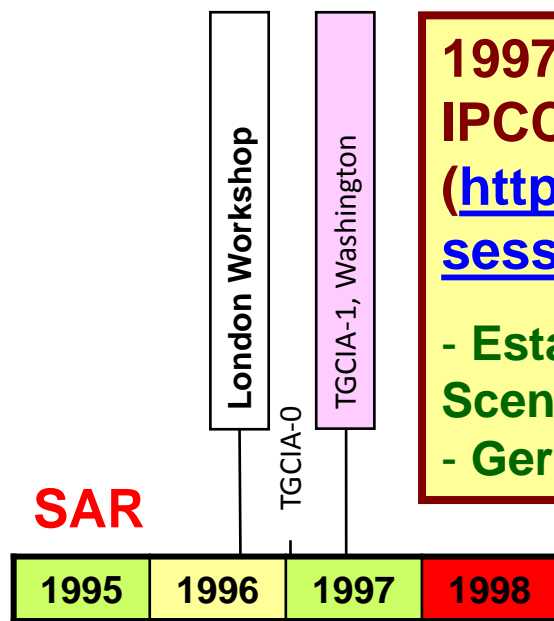 London Workshop
TGCIA-0
TGCIA-1, Washington
1997
IPCC
(http
sess
- Esta
Scen
- Ger
SAR
1995 1996 1997 1998